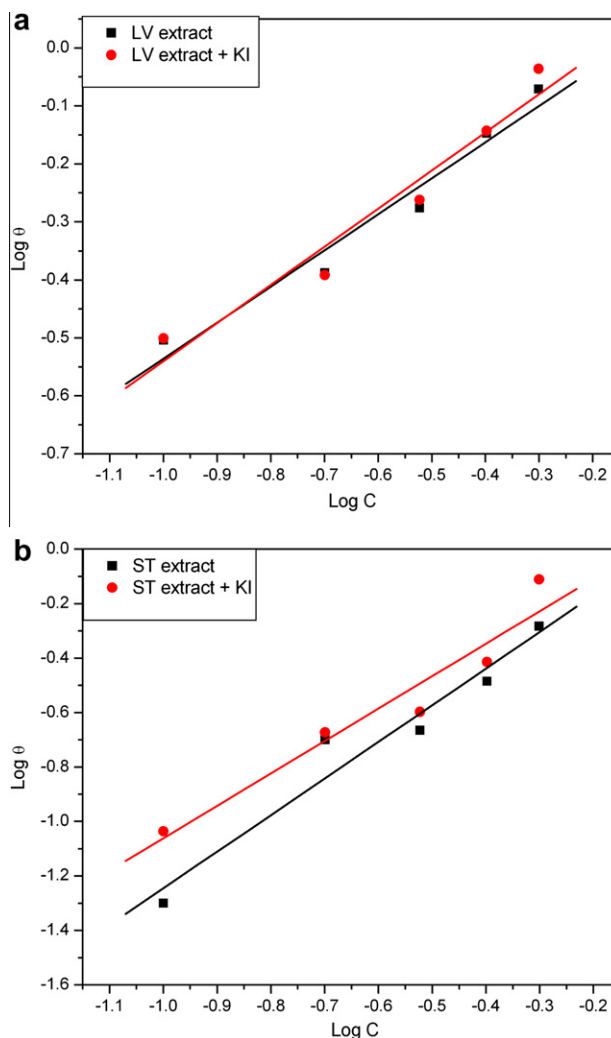 a
LV extract
LV extract + KI
0.0
-0.1
-0.2
-0.3
-0.4
-0.5
-0.6
-0.7
Log θ
-1.1 -1.0 -0.9 -0.8 -0.7 -0.6 -0.5 -0.4 -0.3 -0.2
Log C
b
ST extract
ST extract + KI
0.0
-0.2
-0.4
-0.6
-0.8
-1.0
-1.2
-1.4
-1.6
Log θ
-1.1 -1.0 -0.9 -0.8 -0.7 -0.6 -0.5 -0.4 -0.3 -0.2
Log C